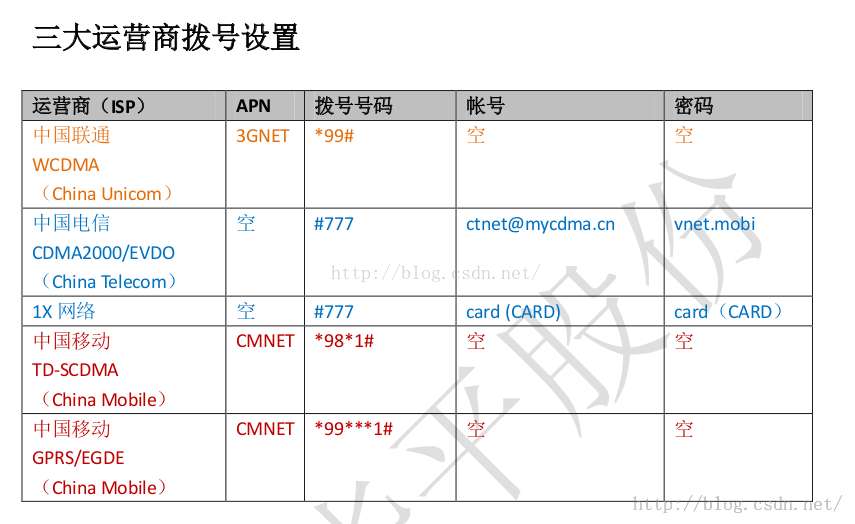 三大运营商拨号设置
运营商（ISP） APN 拨号号码 帐号 密码
中国联通 3GNET *99# 空 空
WCDMA
（China Unicom）
中国电信 空 #777 ctnet@mycdma.cn vnet.mobi
CDMA2000/EVDO
（China Telecom）
http://blog.csdn.net/
1X 网络 空 #777 card (CARD) card（CARD）
中国移动 CMNET *98*1# 空 空
TD-SCDMA
（China Mobile）
中国移动 CMNET *99***1# 空 空
GPRS/EGDE
（China Mobile）
平股份
http://blog.csdn.net/